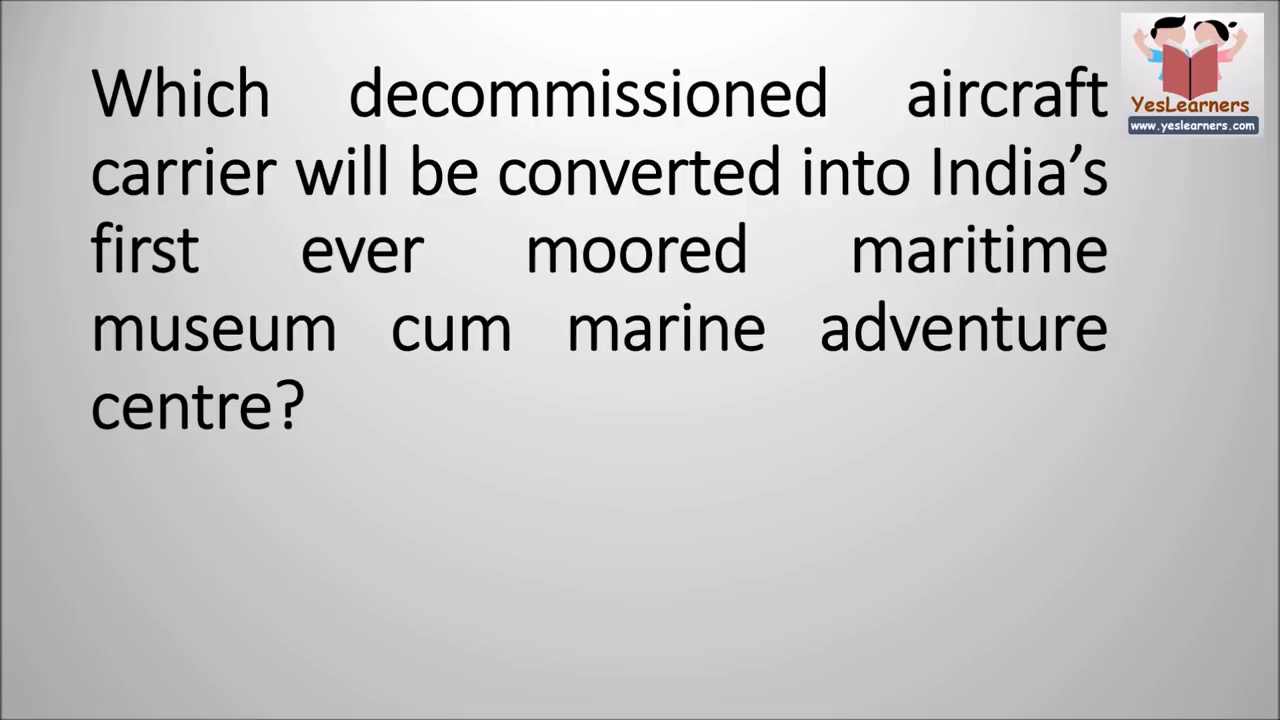 Which decommissioned aircraft
carrier will be converted into India’s
first ever moored maritime
museum cum marine adventure
centre?
YesLearners
www.yeslearners.com